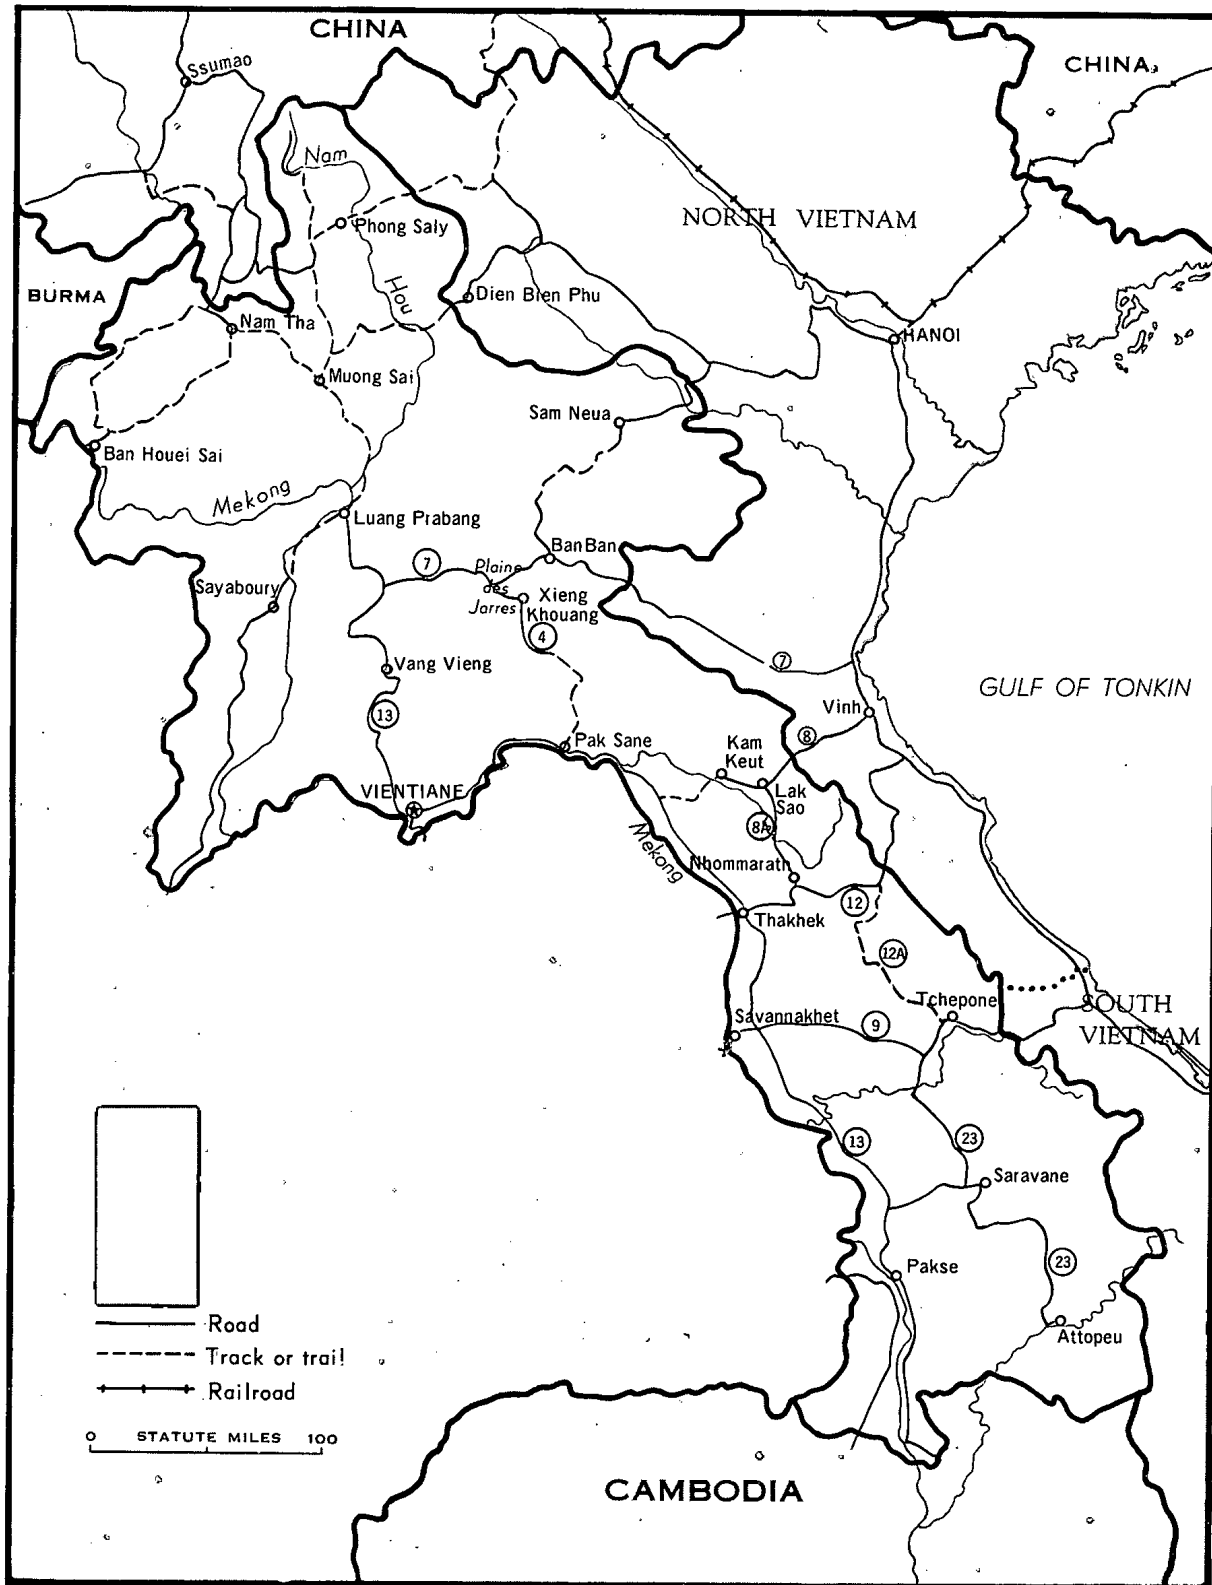 CHINA
Ssumao
CHINA
Nam
NORTH VIETNAM
Phong Saly
Hou
BURMA
Dien Bien Phu
Nam Tha
HANOI
Muong Sai
Sam Neua
Ban Houei Sai
Mekong
Luang Prabang
Ban Ban
7
Plaine
des
Jarres
Sayaboury
Xieng
Khouang
4
Vang Vieng
7
GULF OF TONKIN
13
Vinh
8
Pak Sane
Kam
Keut
VIENTIANE
Lak
Sao
8A
Mekong
Nhommarath
12
Thakhek
12A
Tchepone
SOUTH
VIETNAM
Savannakhet
9
13
23
Saravane
Pakse
23
Attopeu
Road
Track or trail
Railroad
0 STATUTE MILES 100
CAMBODIA